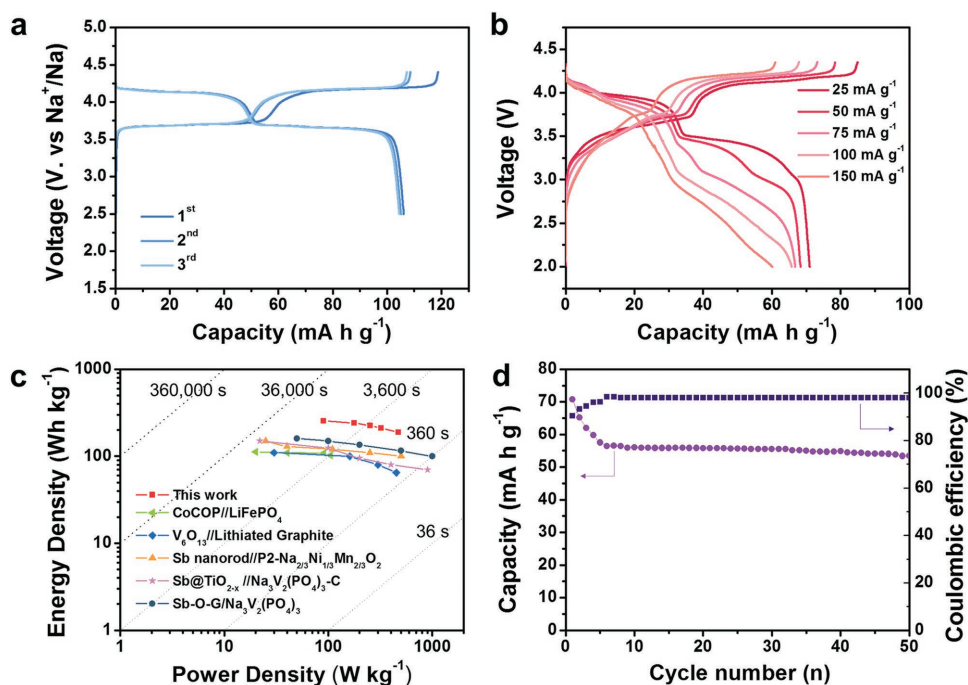 a
5.0
4.5
4.0
3.5
3.0
2.5
2.0
1.5
Voltage (V. vs Na⁺/Na)
1ˢᵗ
2ⁿᵈ
3ʳᵈ
0 20 40 60 80 100 120
Capacity (mA h g⁻¹)
b
4.5
4.0
3.5
3.0
2.5
2.0
Voltage (V)
25 mA g⁻¹
50 mA g⁻¹
75 mA g⁻¹
100 mA g⁻¹
150 mA g⁻¹
0 20 40 60 80 100
Capacity (mA h g⁻¹)
c
1000
100
10
1
Energy Density (Wh kg⁻¹)
360,000 s
36,000 s
3,600 s
360 s
36 s
This work
CoCOP//LiFePO₄
V₆O₁₃//Lithiated Graphite
Sb nanorod//P2-Na₂/₃Ni₁/₃Mn₂/₃O₂
Sb@TiO₂₋ₓ //Na₃V₂(PO₄)₃-C
Sb-O-G/Na₃V₂(PO₄)₃
1 10 100 1000
Power Density (W kg⁻¹)
d
80
75
70
65
60
55
50
45
40
35
30
Capacity (mA h g⁻¹)
100
80
60
40
20
0
Coulombic efficiency (%)
0 10 20 30 40 50
Cycle number (n)